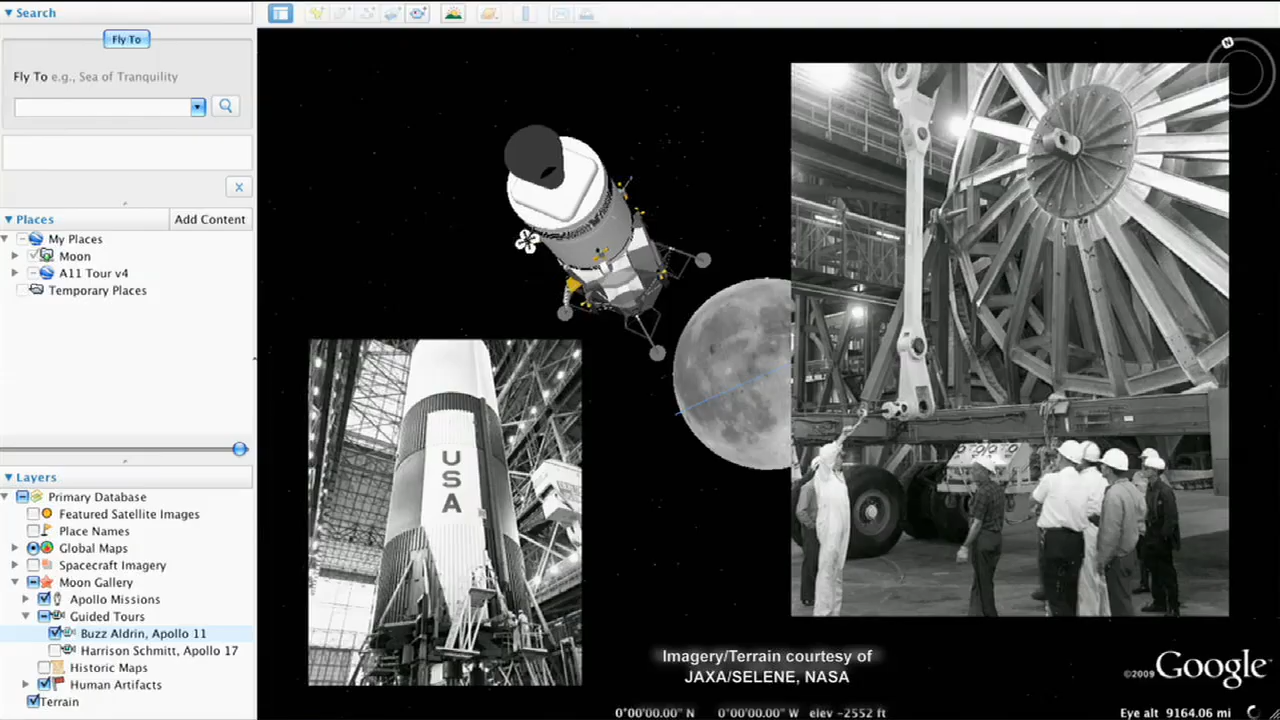 Search
Fly To
Fly To e.g., Sea of Tranquility
Places
Add Content
My Places
Moon
A11 Tour v4
Temporary Places
Layers
Primary Database
Featured Satellite Images
Place Names
Global Maps
Spacecraft Imagery
Moon Gallery
Apollo Missions
Guided Tours
Buzz Aldrin, Apollo 11
Harrison Schmitt, Apollo 17
Historic Maps
Human Artifacts
Terrain
N
USA
Imagery/Terrain courtesy of
JAXA/SELENE, NASA
©2009 Google
0°00'00.00" N 0°00'00.00" W elev -2552 ft
Eye alt 9164.06 mi